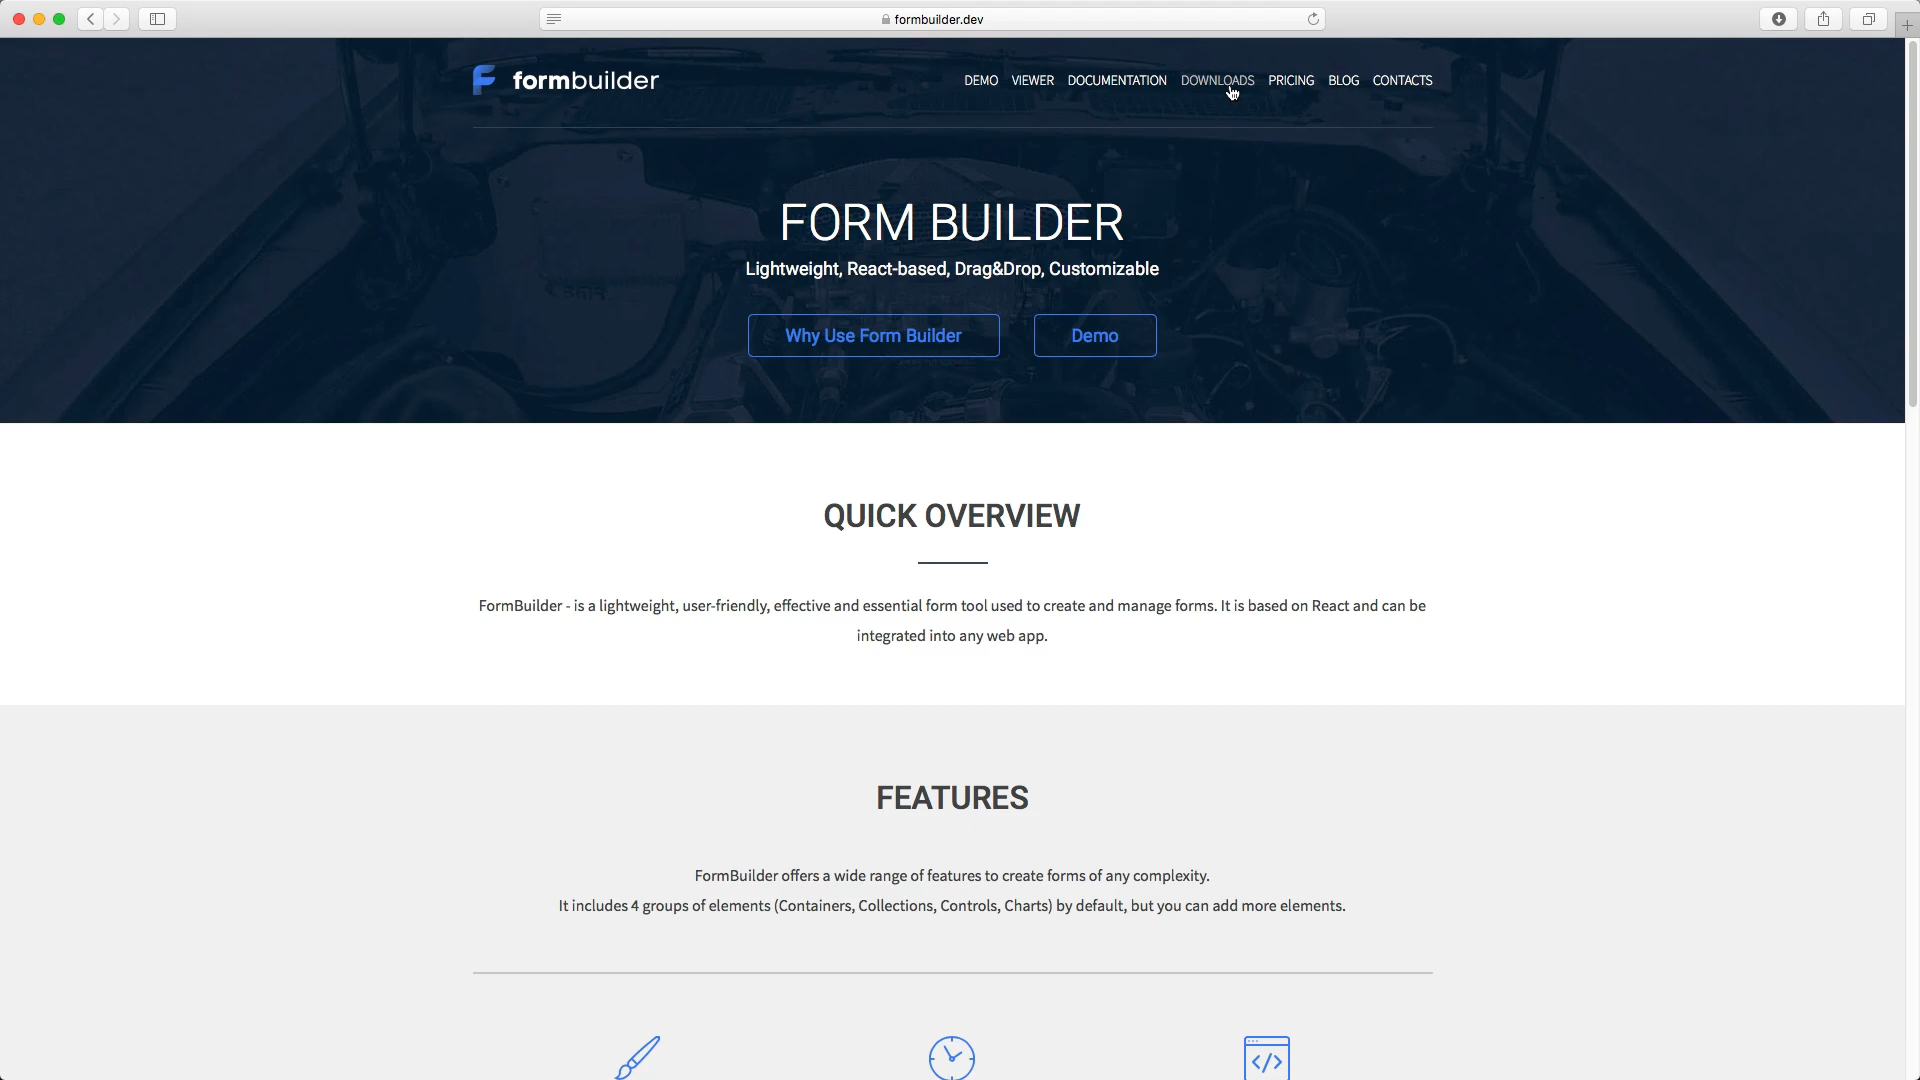 formbuilder.dev
formbuilder
DEMO VIEWER DOCUMENTATION DOWNLOADS PRICING BLOG CONTACTS
FORM BUILDER
Lightweight, React-based, Drag&Drop, Customizable
Why Use Form Builder Demo
QUICK OVERVIEW
FormBuilder - is a lightweight, user-friendly, effective and essential form tool used to create and manage forms. It is based on React and can be
integrated into any web app.
FEATURES
FormBuilder offers a wide range of features to create forms of any complexity.
It includes 4 groups of elements (Containers, Collections, Controls, Charts) by default, but you can add more elements.